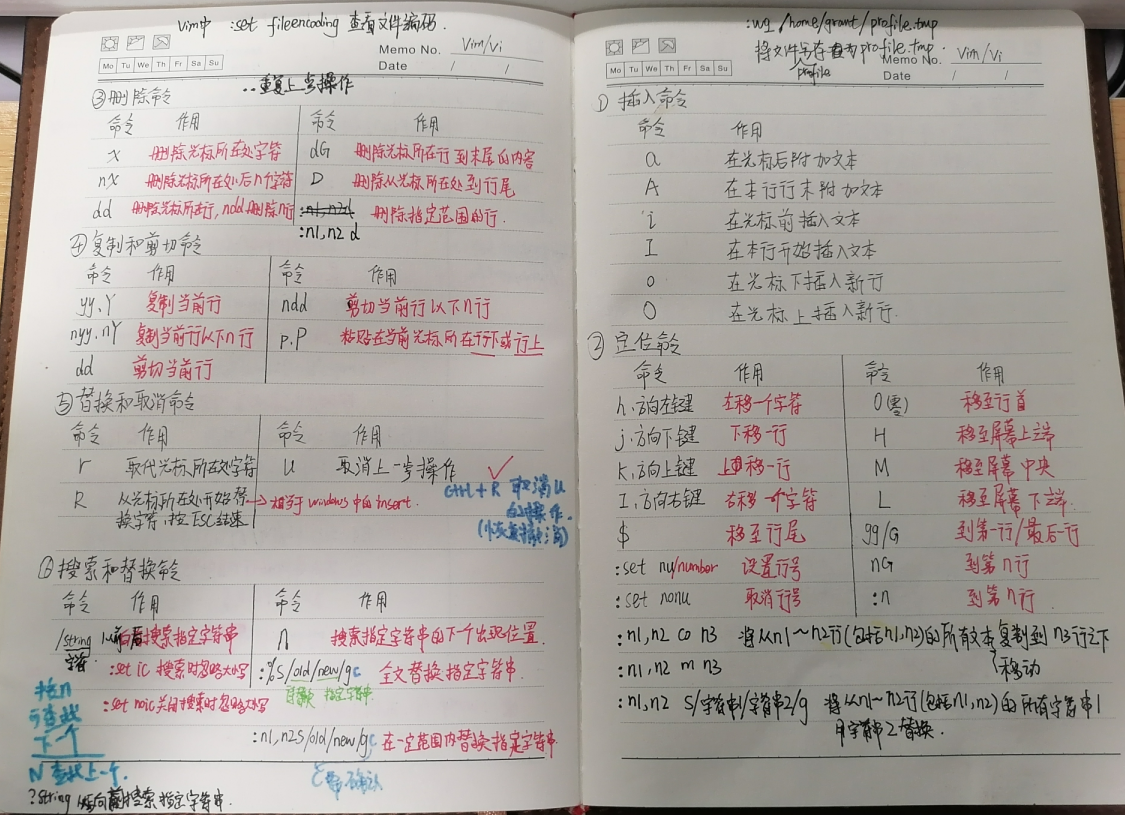 Vim中 :set fileencoding 查看文件编码.
Memo No. Vim/Vi
Mo Tu We Th Fr Sa Su
Date / /
. : 重复上步操作
③删除命令
命令 作用 命令 作用
x 删除光标所在处字符 dG 删除光标所在行到末尾的内容
nx 删除光标所在处后n个字符 D 删除从光标所在处到行尾
dd 删除光标所在行,ndd删除n行 :n1,n2d 删除指定范围的行.
:n1,n2 d
④复制和剪切命令
命令 作用 命令 作用
yy、Y 复制当前行 ndd 剪切当前行以下n行
nyy、nY 复制当前行以下n行 p、P 粘贴在当前光标所在行下或行上
dd 剪切当前行
⑤替换和取消命令
命令 作用 命令 作用
r 取代光标所在处字符 u 取消上一步操作
R 从光标所在处开始替 → 相当于windows中的insert.
换字符,按ESC结束
ctrl+R 取消u
的操作.
(恢复撤消)
⑥搜索和替换命令
命令 作用 命令 作用
/string 向后搜索指定字符串 n 搜索指定字符串的下一个出现位置
字符
:set ic 搜索时忽略大小写 :%s/old/new/gc 全文替换指定字符串
替换 指定字符串
:set noic关闭搜索时忽略大小写
按n
可查找
下一个
:n1,n2s/old/new/gc 在一定范围内替换指定字符串
N查找上一个.
c带确认
?string 向前搜索指定字符串.
:wq /home/grant/profile.tmp
将文件另存为profile.tmp.
profile
Memo No. Vim/Vi
Mo Tu We Th Fr Sa Su
Date / /
①插入命令
命令 作用
a 在光标后附加文本
A 在本行行末附加文本
i 在光标前插入文本
I 在本行开始插入文本
o 在光标下插入新行
O 在光标上插入新行.
②定位命令
命令 作用 命令 作用
h、方向左键 左移一个字符 0(零) 移至行首
j、方向下键 下移一行 H 移至屏幕上端
k、方向上键 上移一行 M 移至屏幕中央
I、方向右键 右移一个字符 L 移至屏幕下端
$ 移至行尾 gg/G 到第一行/最后一行
:set nu/number 设置行号 nG 到第n行
:set nonu 取消行号 :n 到第n行
:n1,n2 co n3 将从n1~n2行(包括n1,n2)的所有文本复制到n3行之下
:n1,n2 m n3 移动
:n1,n2 S/字符串1/字符串2/g 将从n1~n2行(包括n1,n2)的所有字符串1
用字符串2替换.